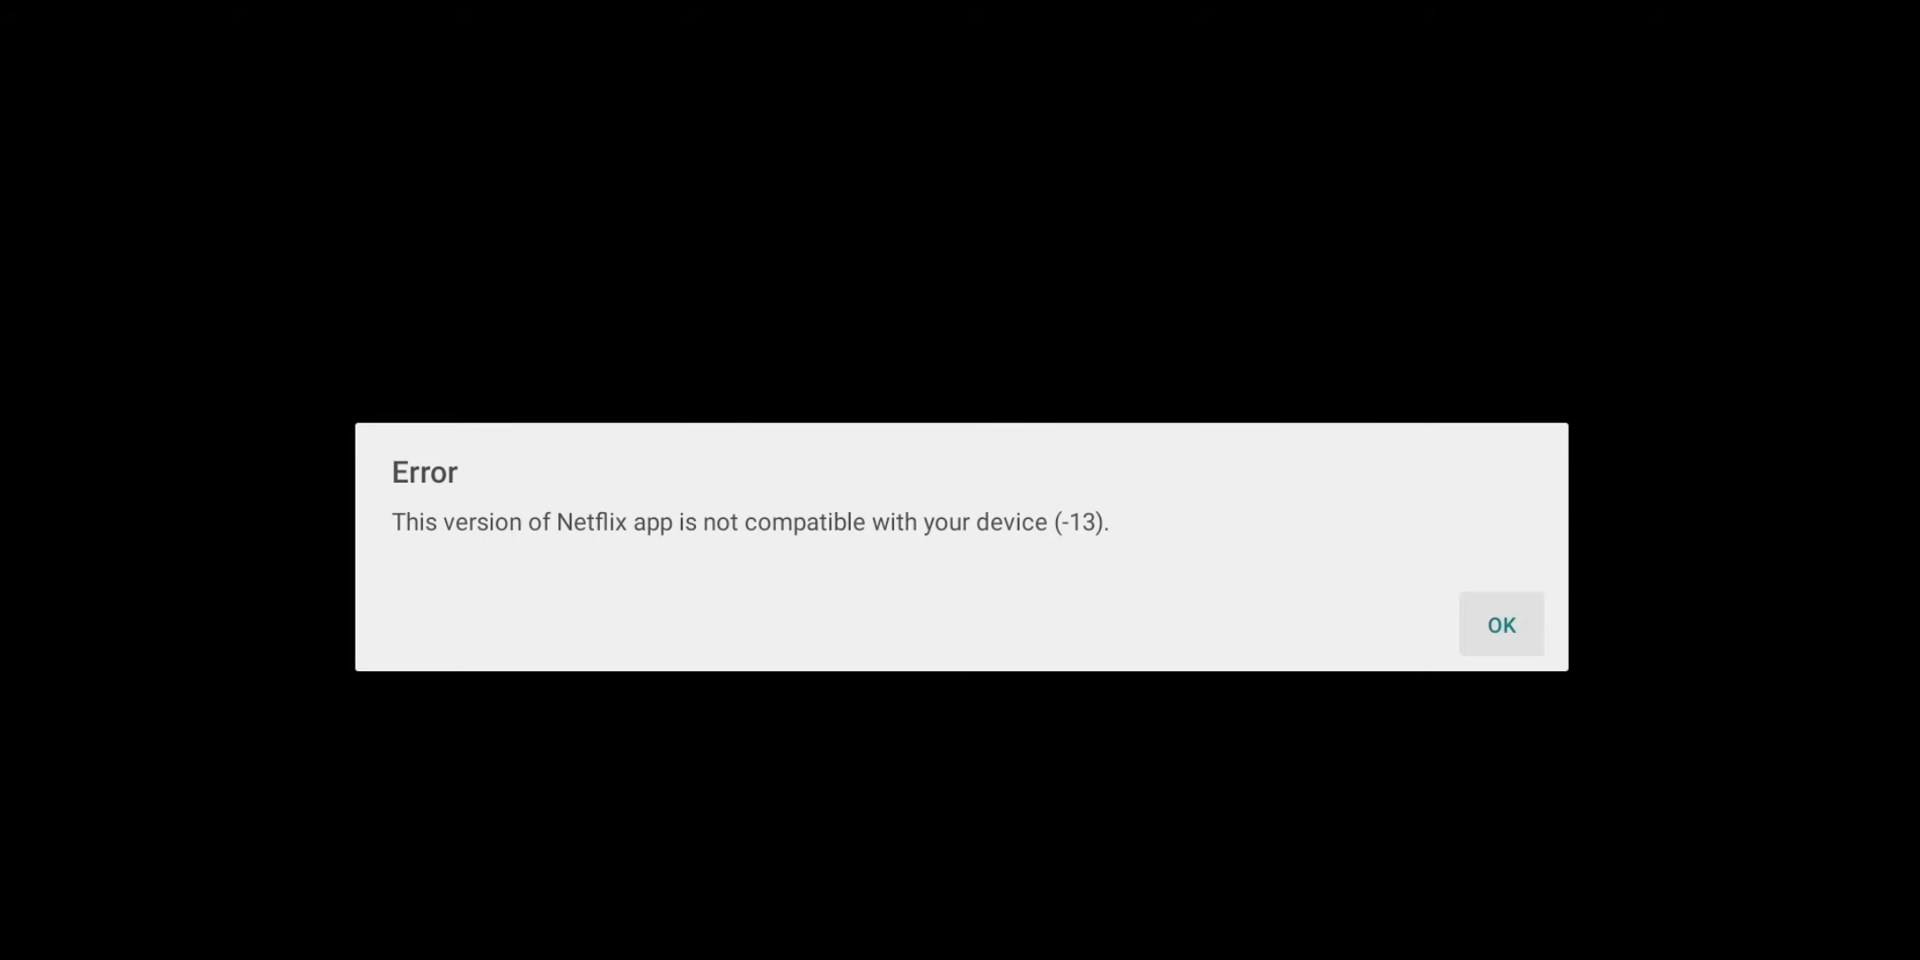 Error
This version of Netflix app is not compatible with your device (-13).
OK